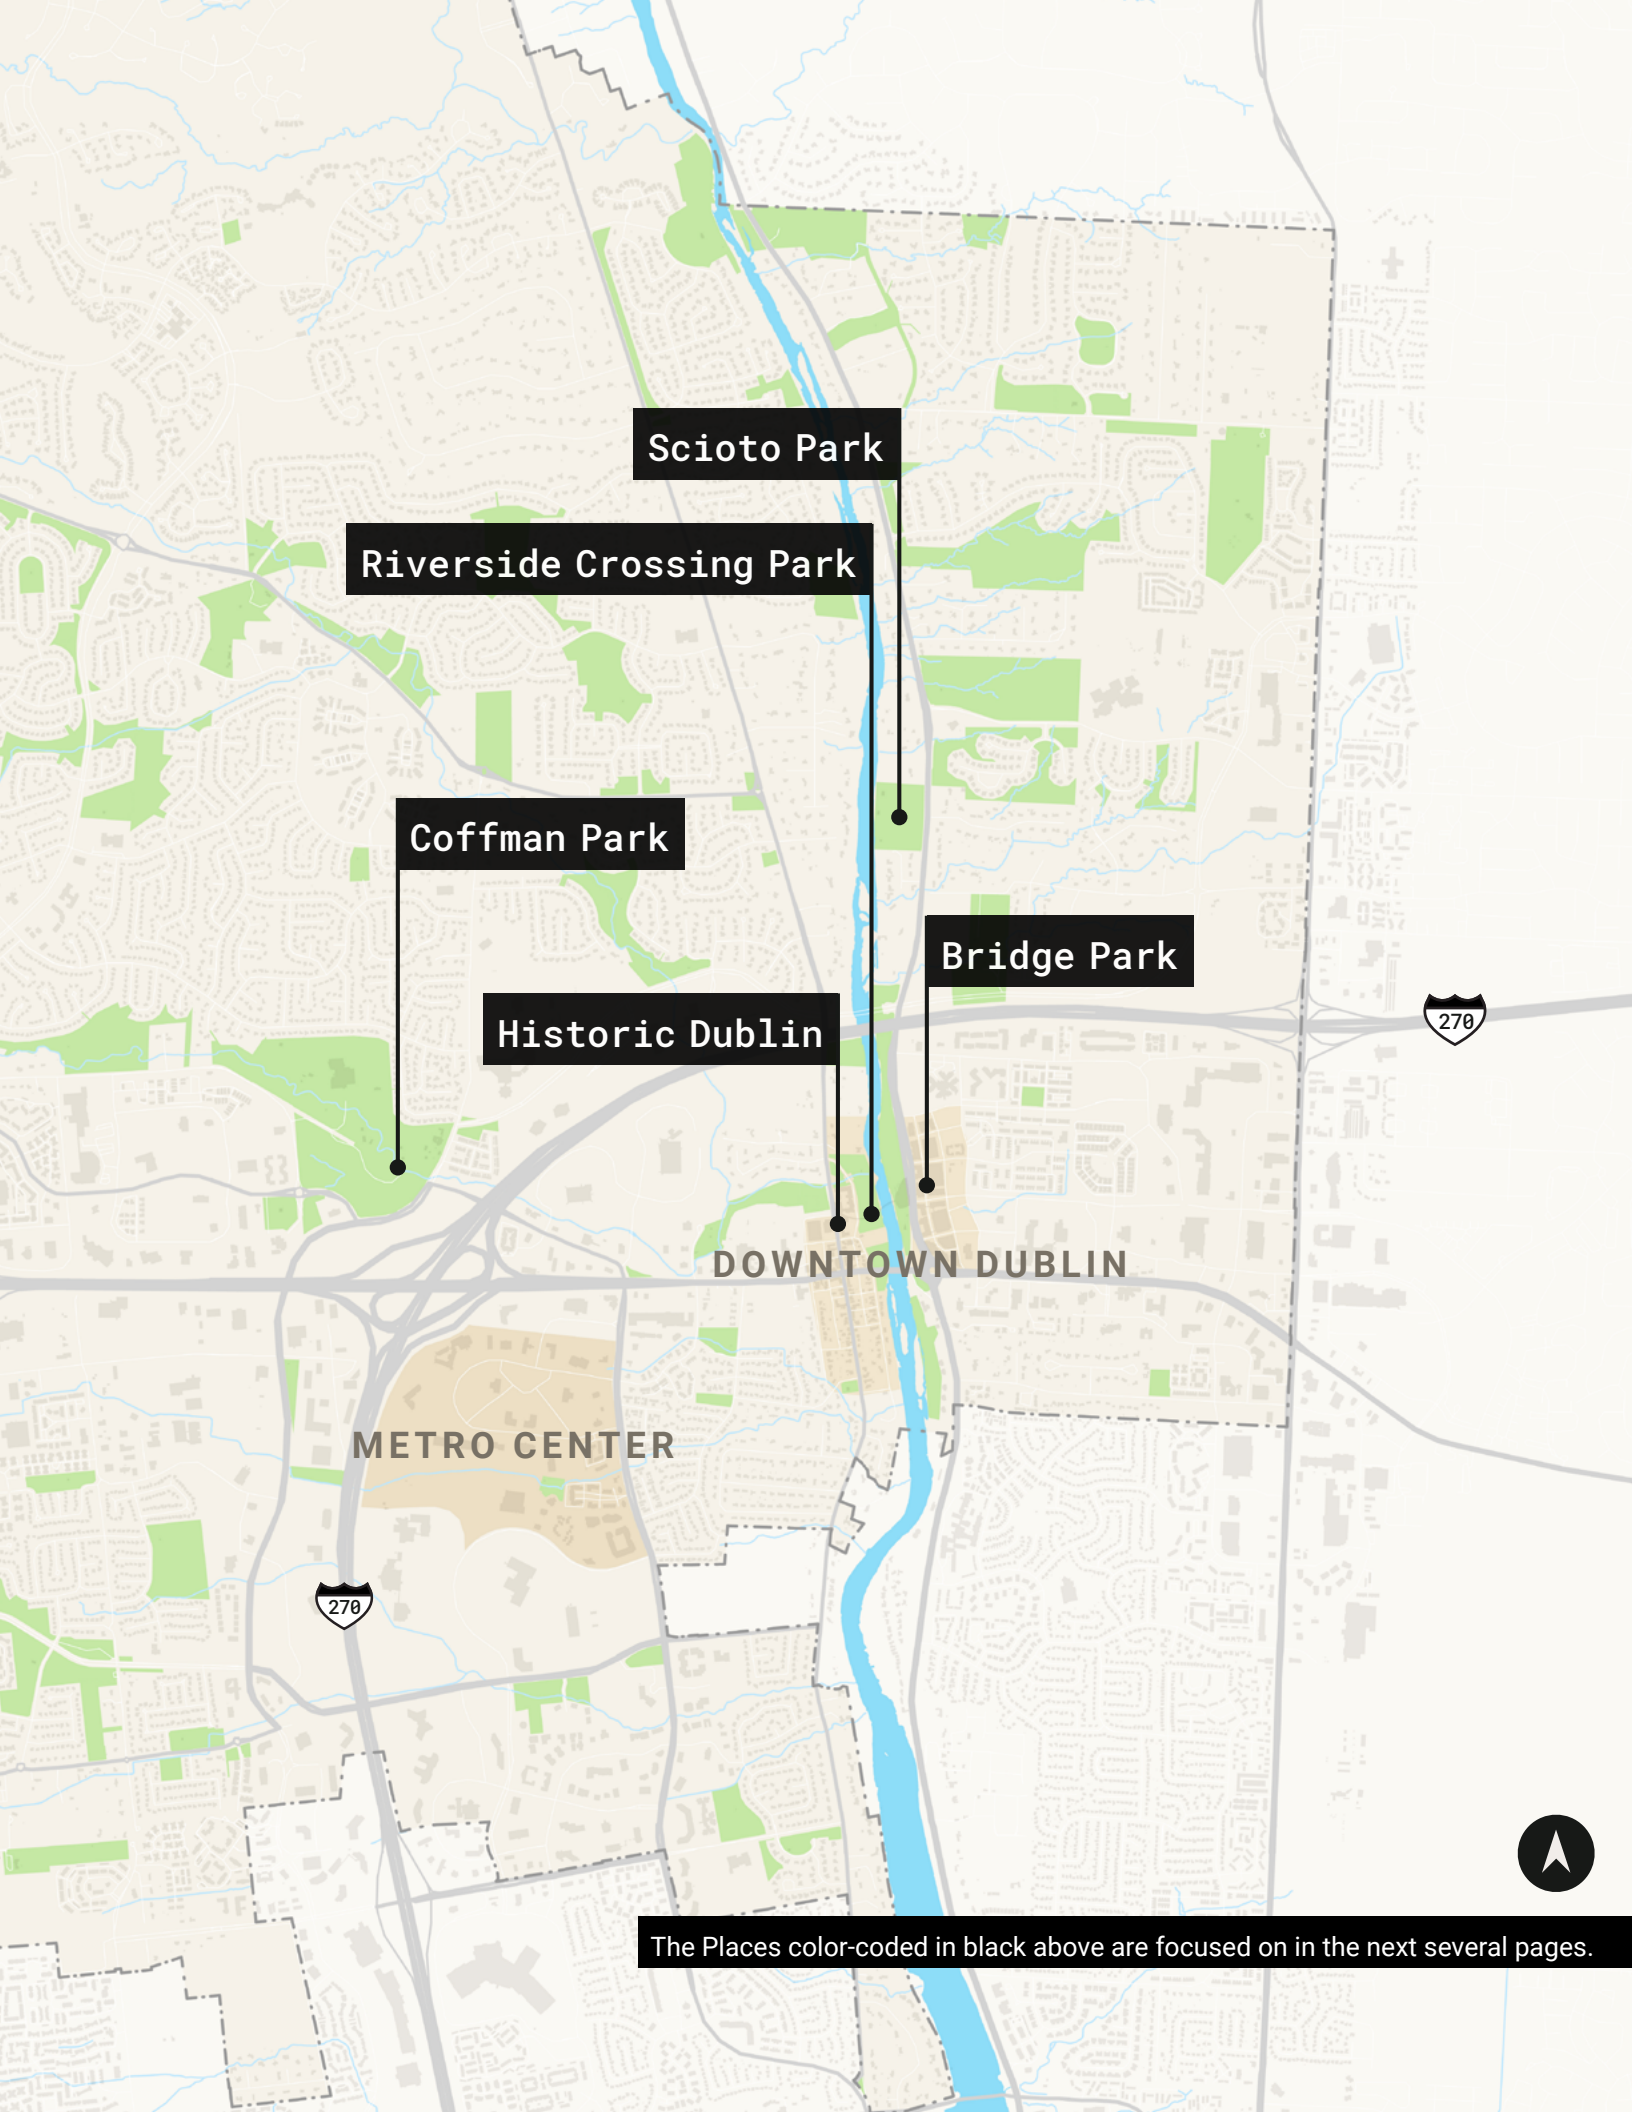 Scioto Park
Riverside Crossing Park
Coffman Park
Bridge Park
Historic Dublin
270
DOWNTOWN DUBLIN
METRO CENTER
270
The Places color-coded in black above are focused on in the next several pages.